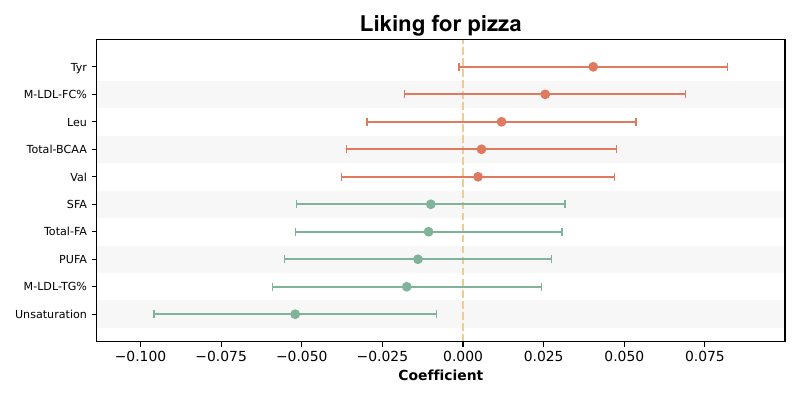 Liking for pizza
Tyr
M-LDL-FC%
Leu
Total-BCAA
Val
SFA
Total-FA
PUFA
M-LDL-TG%
Unsaturation
−0.100 −0.075 −0.050 −0.025 0.000 0.025 0.050 0.075
Coefficient